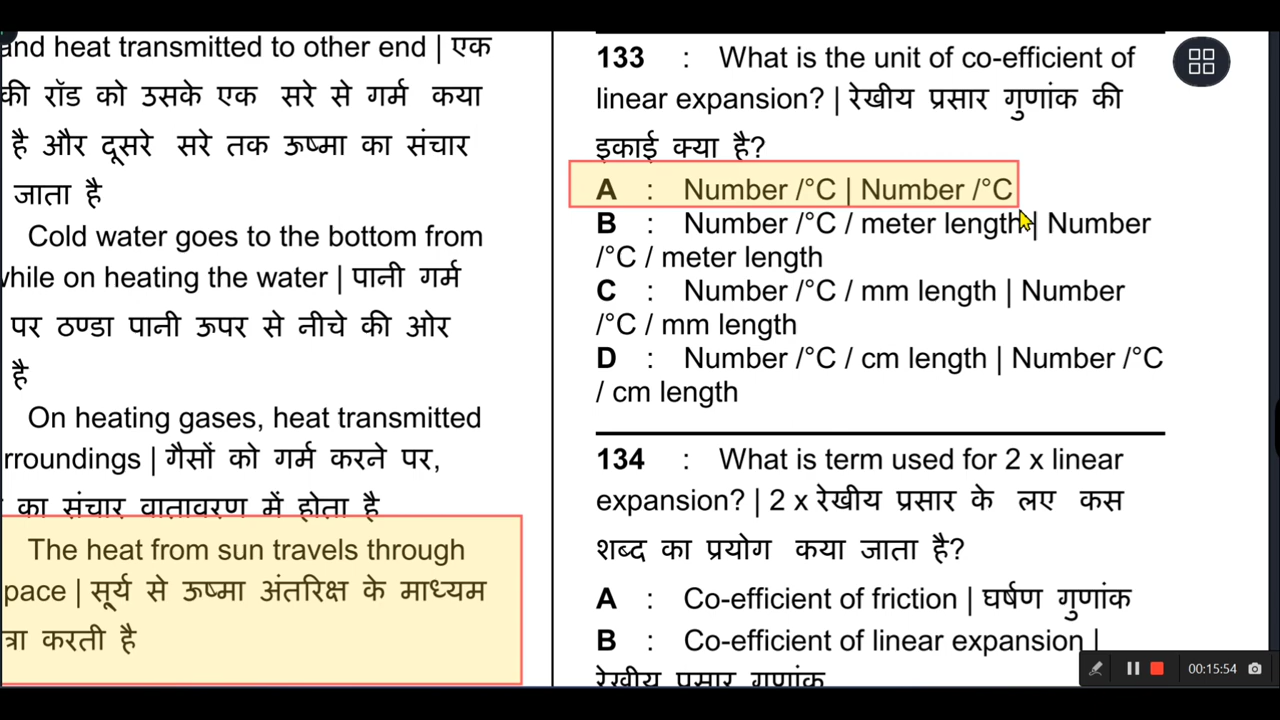 and heat transmitted to other end | एक
की रॉड को उसके एक सरे से गर्म कया
है और दूसरे सरे तक ऊष्मा का संचार
जाता है
Cold water goes to the bottom from
while on heating the water | पानी गर्म
पर ठण्डा पानी ऊपर से नीचे की ओर
है
On heating gases, heat transmitted
rroundings | गैसों को गर्म करने पर,
का संचार वातावरण में होता है
The heat from sun travels through
pace | सूर्य से ऊष्मा अंतरिक्ष के माध्यम
त्रा करती है
133 : What is the unit of co-efficient of
linear expansion? | रेखीय प्रसार गुणांक की
इकाई क्या है?
A : Number /°C | Number /°C
B : Number /°C / meter length | Number
/°C / meter length
C : Number /°C / mm length | Number
/°C / mm length
D : Number /°C / cm length | Number /°C
/ cm length
134 : What is term used for 2 x linear
expansion? | 2 x रेखीय प्रसार के लए कस
शब्द का प्रयोग कया जाता है?
A : Co-efficient of friction | घर्षण गुणांक
B : Co-efficient of linear expansion |
रेखीय प्रसार गुणांक
00:15:54